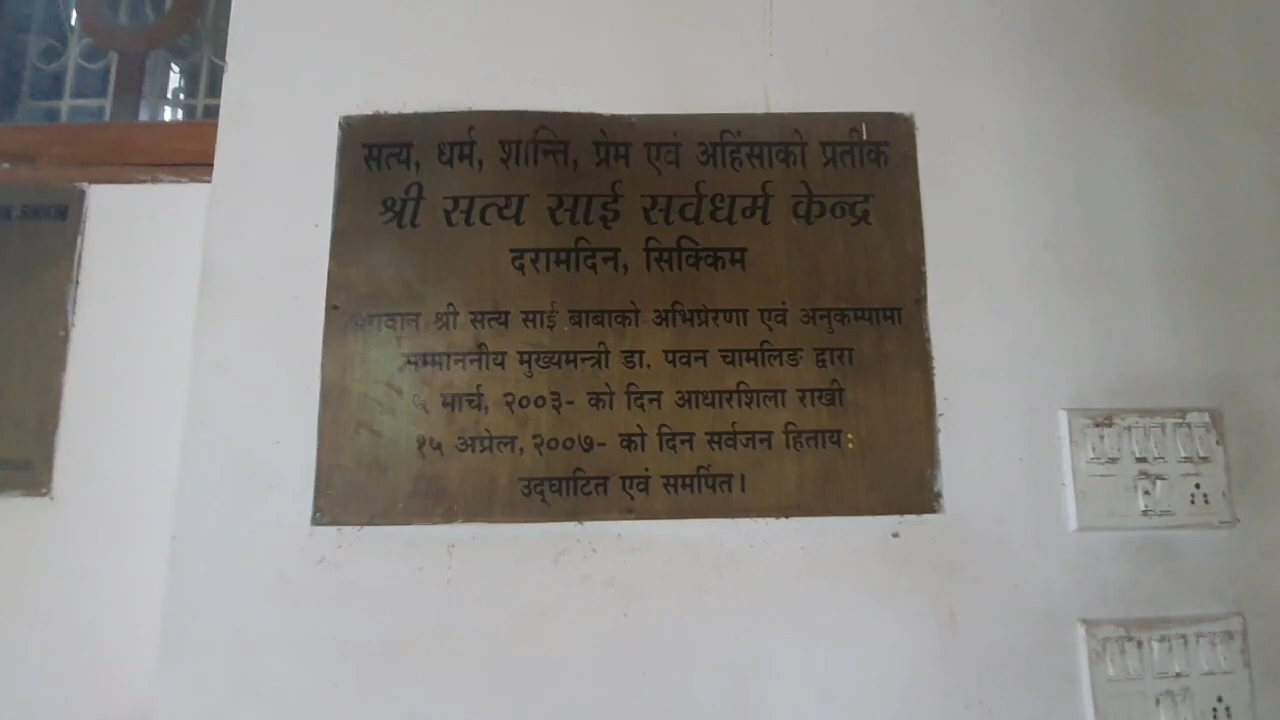 सत्य, धर्म, शान्ति, प्रेम एवं अहिंसाको प्रतीक
श्री सत्य साई सर्वधर्म केन्द्र
दरामदिन, सिक्किम
भगवान श्री सत्य साई बाबाको अभिप्रेरणा एवं अनुकम्पामा
सम्माननीय मुख्यमन्त्री डा. पवन चामलिङ द्वारा
मार्च, २००३- को दिन आधारशिला राखी
१५ अप्रेल, २००७- को दिन सर्वजन हिताय:
उद्घाटित एवं समर्पित।